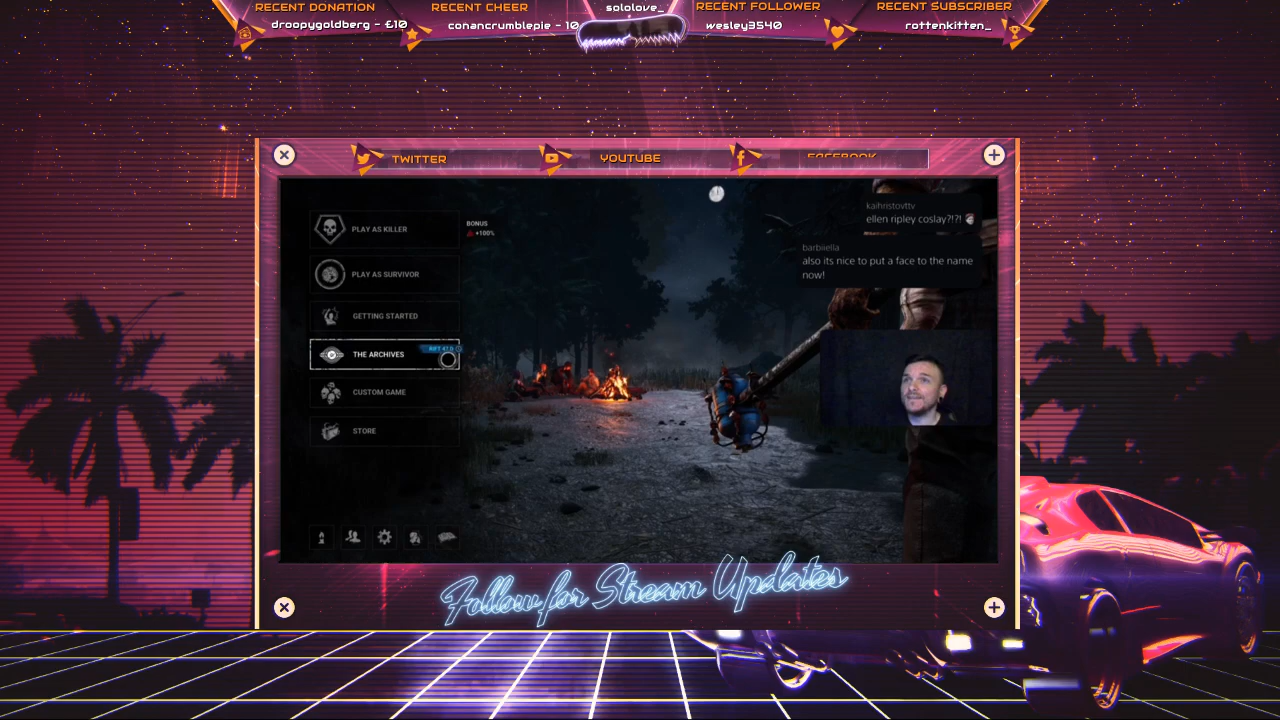 RECENT DONATION
droopygoldberg - £10
RECENT CHEER
conancrumblepie - 10
sololove_
RECENT FOLLOWER
wesley3540
RECENT SUBSCRIBER
rottenkitten_
TWITTER
YOUTUBE
FACEBOOK
PLAY AS KILLER
BONUS
+100%
PLAY AS SURVIVOR
GETTING STARTED
THE ARCHIVES
CUSTOM GAME
STORE
kaihristovttv
ellen ripley coslay?!?!
barbiiella
also its nice to put a face to the name
now!
Follow for Stream Updates